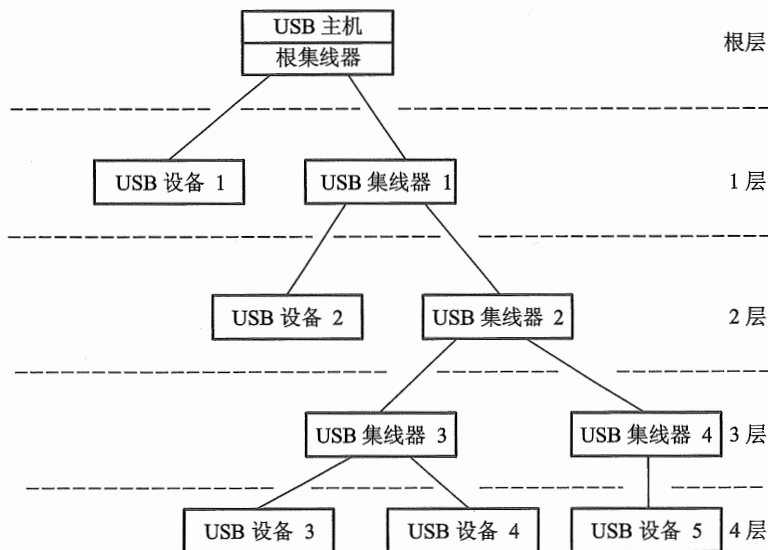 USB 主机
根集线器
根层
USB 设备 1
USB 集线器 1
1 层
USB 设备 2
USB 集线器 2
2 层
USB 集线器 3
USB 集线器 4
3 层
USB 设备 3
USB 设备 4
USB 设备 5
4 层